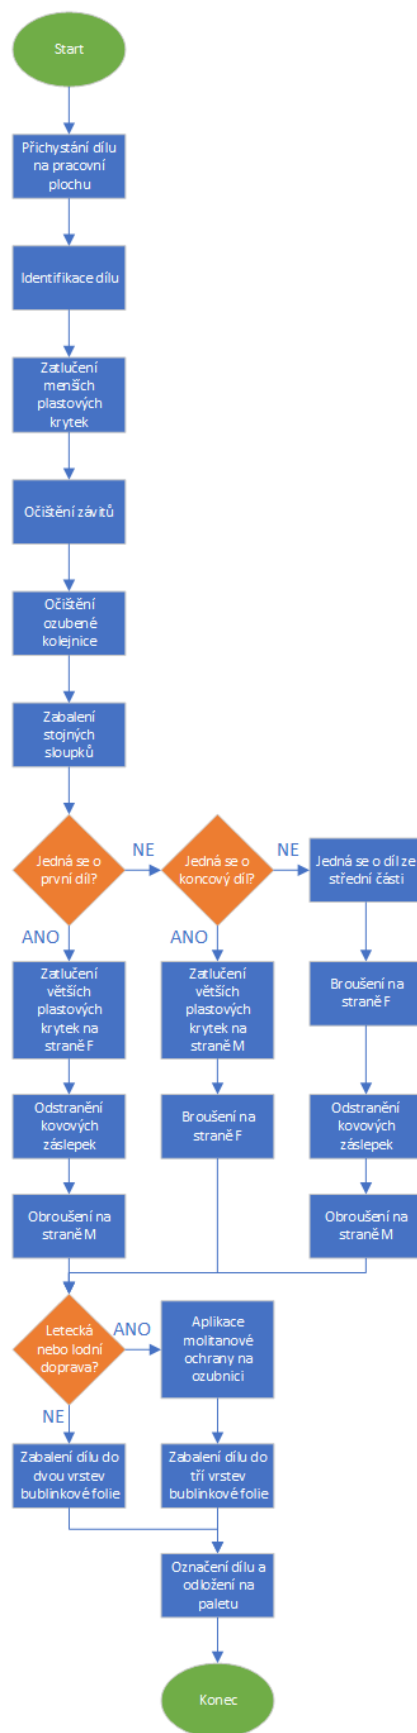 Start
Přichystání dílu
na pracovní
plochu
Identifikace dílu
Zatlučení
menších
plastových
krytek
Očištění závitů
Očištění
ozubené
kolejnice
Zabalení
stojných
sloupků
Jedná se o
první díl?
NE
Jedná se o
koncový díl?
NE
Jedná se o díl ze
střední části
ANO
ANO
Zatlučení
větších
plastových
krytek na
straně F
Zatlučení
větších
plastových
krytek na
straně M
Broušení na
straně F
Odstranění
kovových
záslepek
Broušení na
straně F
Odstranění
kovových
záslepek
Obroušení na
straně M
Obroušení na
straně M
Letecká
nebo lodní
doprava?
ANO
Aplikace
molitanové
ochrany na
ozubnici
NE
Zabalení dílu do
dvou vrstev
bublinkové folie
Zabalení dílu do
tří vrstev
bublinkové folie
Označení dílu a
odložení na
paletu
Konec